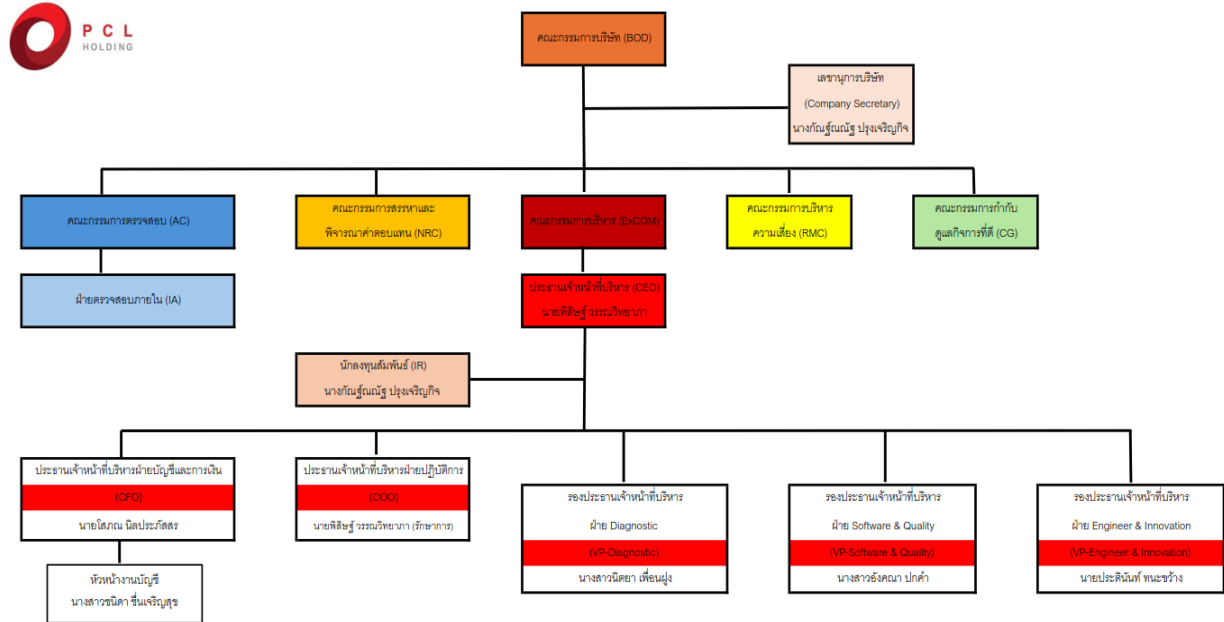 PCL
HOLDING
คณะกรรมการบริษัท (BOD)
เลขานุการบริษัท
(Company Secretary)
นางกัณฐ์ณณัฐ ปรุงเจริญกิจ
คณะกรรมการตรวจสอบ (AC)
คณะกรรมการสรรหาและ
พิจารณาค่าตอบแทน (NRC)
คณะกรรมการบริหาร (ExCOM)
คณะกรรมการบริหาร
ความเสี่ยง (RMC)
คณะกรรมการกำกับ
ดูแลกิจการที่ดี (CG)
ฝ่ายตรวจสอบภายใน (IA)
ประธานเจ้าหน้าที่บริหาร (CEO)
นายพิสิษฐ์ วรรณวิทยาภา
นักลงทุนสัมพันธ์ (IR)
นางกัณฐ์ณณัฐ ปรุงเจริญกิจ
ประธานเจ้าหน้าที่บริหารฝ่ายบัญชีและการเงิน
(CFO)
นายโสภณ นิลประภัสสร
หัวหน้างานบัญชี
นางสาวชนิดา ชื่นเจริญสุข
ประธานเจ้าหน้าที่บริหารฝ่ายปฏิบัติการ
(COO)
นายพิสิษฐ์ วรรณวิทยาภา (รักษาการ)
รองประธานเจ้าหน้าที่บริหาร
ฝ่าย Diagnostic
(VP-Diagnostic)
นางสาวนิตยา เพื่อนฝูง
รองประธานเจ้าหน้าที่บริหาร
ฝ่าย Software & Quality
(VP-Software & Quality)
นางสาวอังคณา ปกคำ
รองประธานเจ้าหน้าที่บริหาร
ฝ่าย Engineer & Innovation
(VP-Engineer & Innovation)
นายประตินันท์ ทนะขว้าง